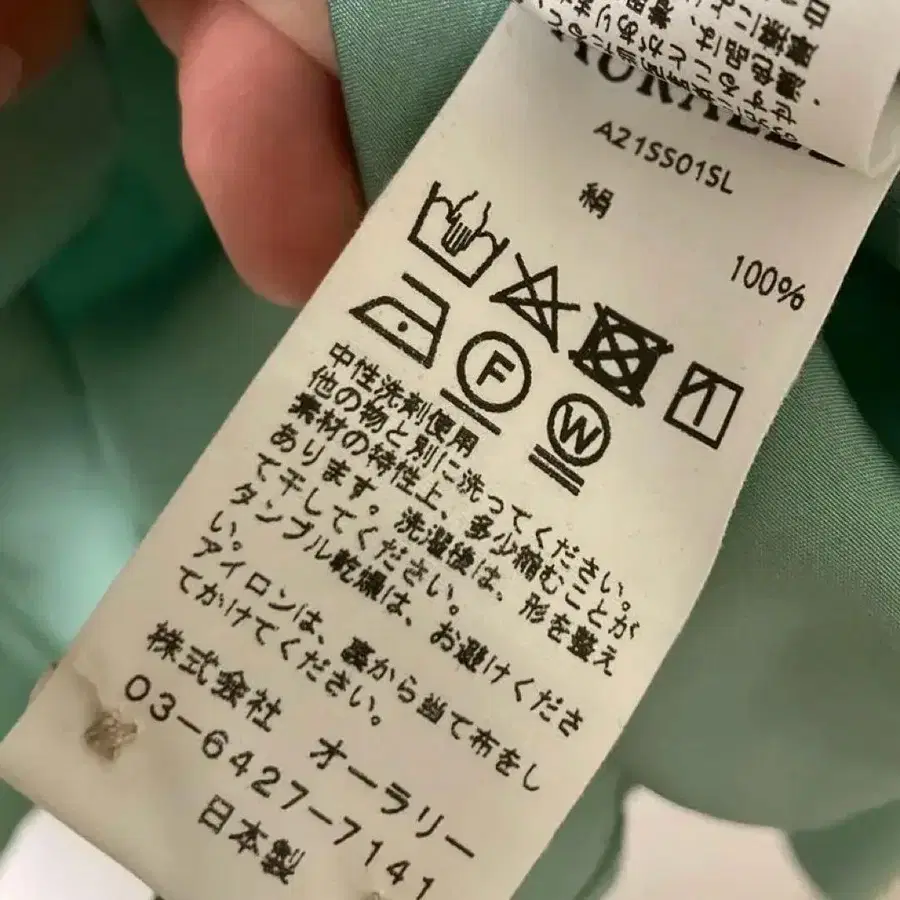 A21SS01SL
絹 100%
F W
中性洗剤使用
他の物と別に洗ってください。
素材の特性上、多少縮むことが
あります。洗濯後は、形を整え
て干してください。
タンブル乾燥は、お避けくださ
い。
アイロンは、裏から当て布をし
てかけてください。
株式会社 オーラリー
03-6427-7141
日本製